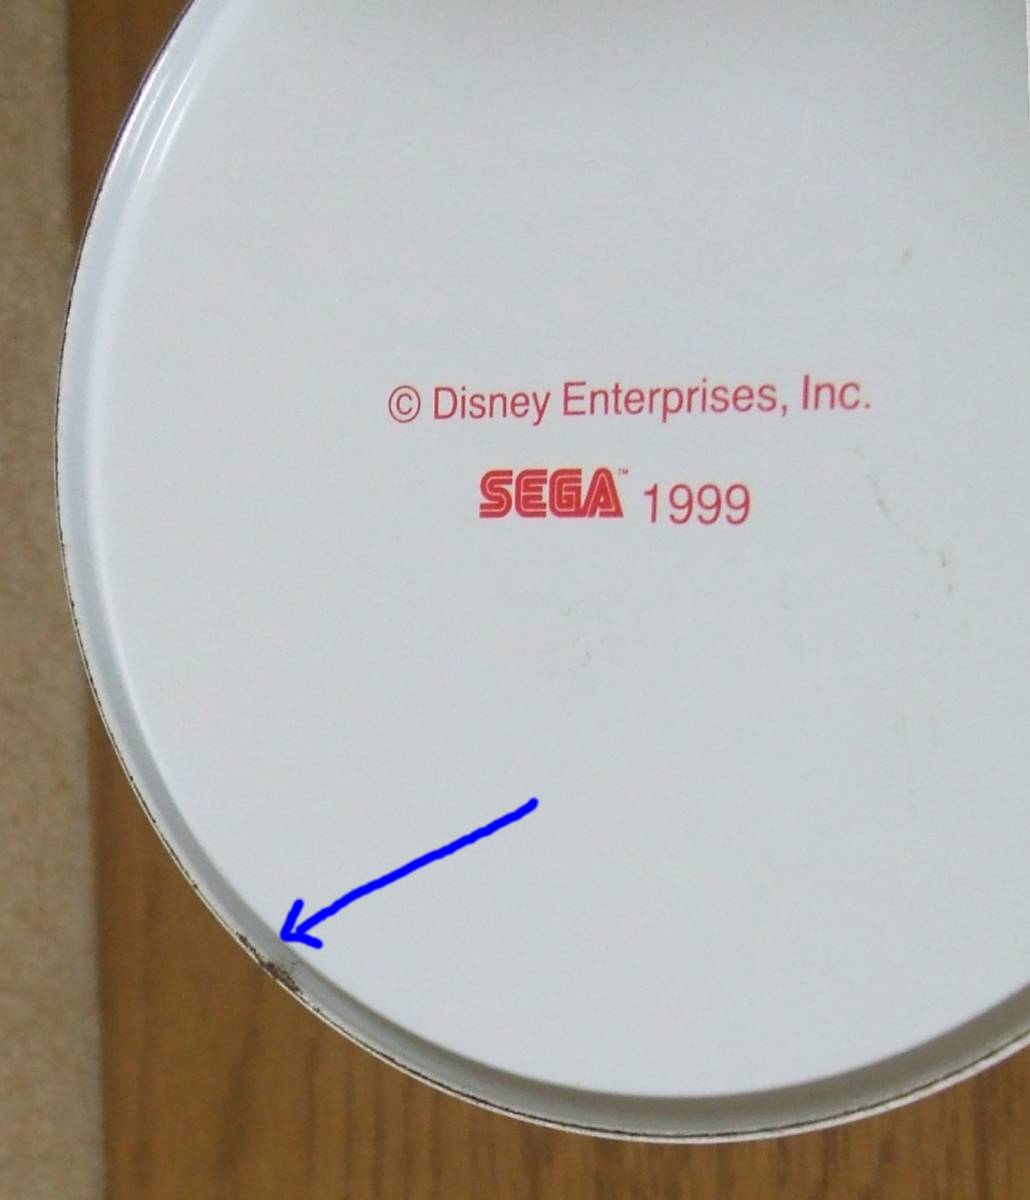 © Disney Enterprises, Inc.
SEGA™ 1999